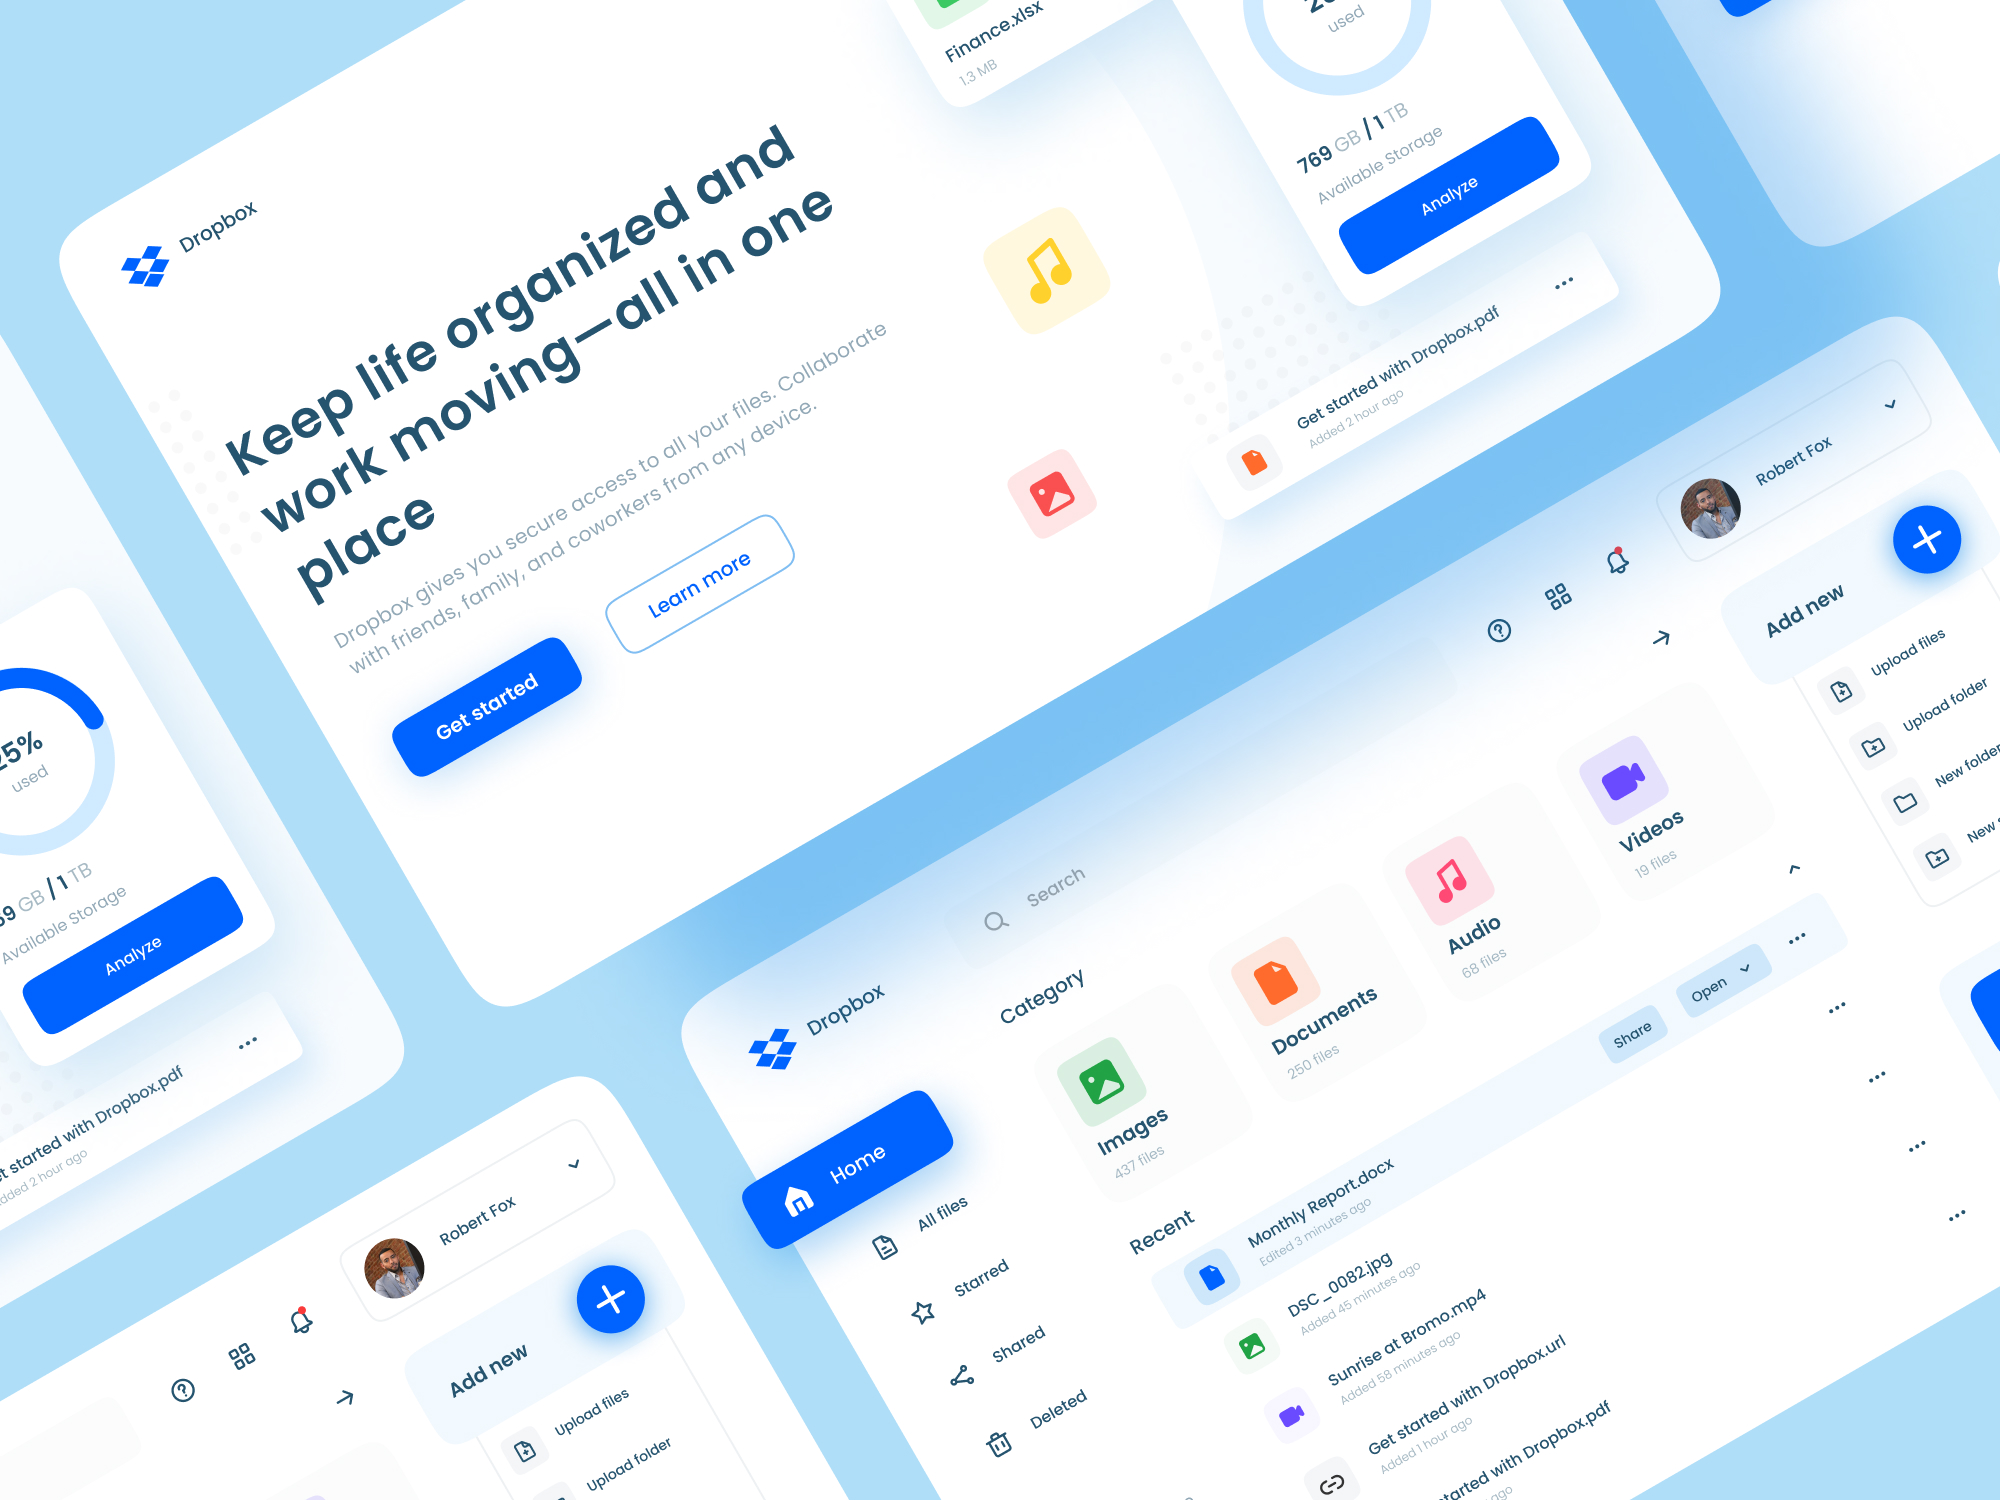 Finance.xlsx
1.3 MB
used
769 GB / 1 TB
Available Storage
Analyze
Dropbox
Keep life organized and
work moving—all in one
place
Dropbox gives you secure access to all your files. Collaborate
with friends, family, and coworkers from any device.
Get started
Learn more
Get started with Dropbox.pdf
Added 2 hour ago
25%
used
GB / 1 TB
Available Storage
Analyze
started with Dropbox.pdf
2 hour ago
Robert Fox
Add new
Upload files
Upload folder
Dropbox
Search
Robert Fox
Add new
Upload files
Upload folder
New folder
New
Home
All files
Starred
Shared
Deleted
Category
Images
437 files
Documents
250 files
Audio
68 files
Videos
19 files
Recent
Monthly Report.docx
Edited 3 minutes ago
Share
Open
DSC_0082.jpg
Added 45 minutes ago
Sunrise at Bromo.mp4
Added 58 minutes ago
Get started with Dropbox.url
Added 1 hour ago
started with Dropbox.pdf
ago